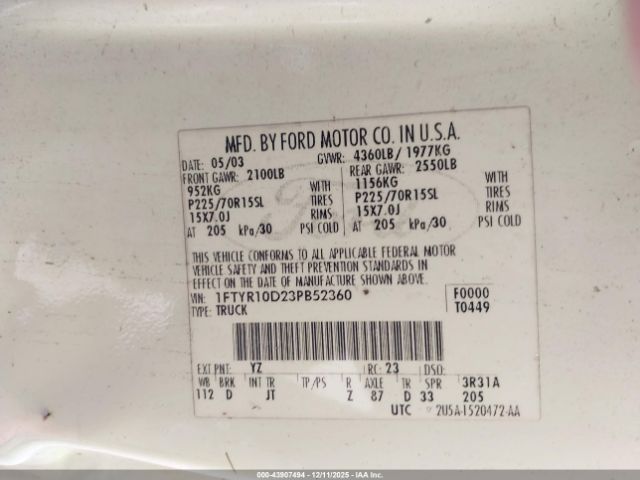 MFD. BY FORD MOTOR CO. IN U.S.A.
DATE: 05/03 GVWR: 4360LB/ 1977KG
FRONT GAWR: 2100LB REAR GAWR: 2550LB
952KG WITH 1156KG WITH
P225/70R15SL TIRES P225/70R15SL TIRES
15X7.0J RIMS 15X7.0J RIMS
AT 205 kPa/30 PSI COLD AT 205 kPa/30 PSI COLD
THIS VEHICLE CONFORMS TO ALL APPLICABLE FEDERAL MOTOR
VEHICLE SAFETY AND THEFT PREVENTION STANDARDS IN
EFFECT ON THE DATE OF MANUFACTURE SHOWN ABOVE.
VIN: 1FTYR10D23PB52360 F0000
TYPE: TRUCK T0449
EXT PNT: YZ RC: 23 DSO:
WB BRK INT TR TP/PS R AXLE TR SPR 3R31A
112 D JT Z 87 D 33 205
UTC 2U5A-1520472-AA
000-43907494 - 12/11/2025 - IAA Inc.